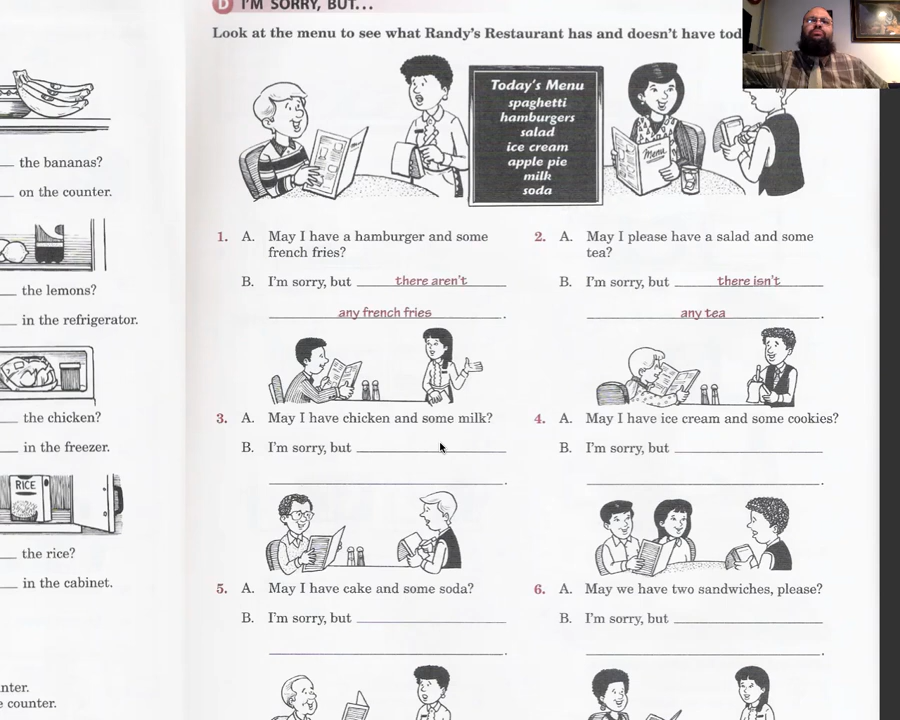 D I'M SORRY, BUT...
Look at the menu to see what Randy's Restaurant has and doesn't have
Today's Menu
spaghetti
hamburgers
salad
ice cream
apple pie
milk
soda
Menu
the bananas?
on the counter.
the lemons?
in the refrigerator.
the chicken?
in the freezer.
RICE
the rice?
in the cabinet.
counter.
1. A. May I have a hamburger and some
french fries?
B. I'm sorry, but there aren't
any french fries.
2. A. May I please have a salad and some
tea?
B. I'm sorry, but there isn't
any tea.
3. A. May I have chicken and some milk?
B. I'm sorry, but
4. A. May I have ice cream and some cookies?
B. I'm sorry, but
5. A. May I have cake and some soda?
B. I'm sorry, but
6. A. May we have two sandwiches, please?
B. I'm sorry, but